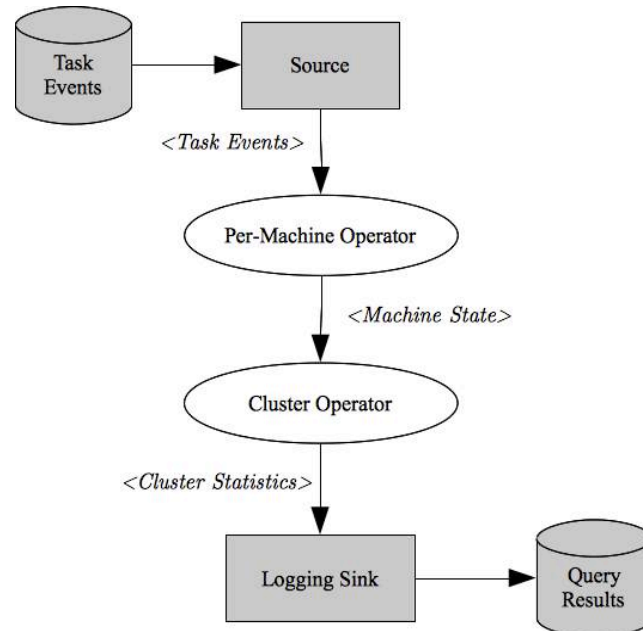 Task
Events
Source
<Task Events>
Per-Machine Operator
<Machine State>
Cluster Operator
<Cluster Statistics>
Logging Sink
Query
Results